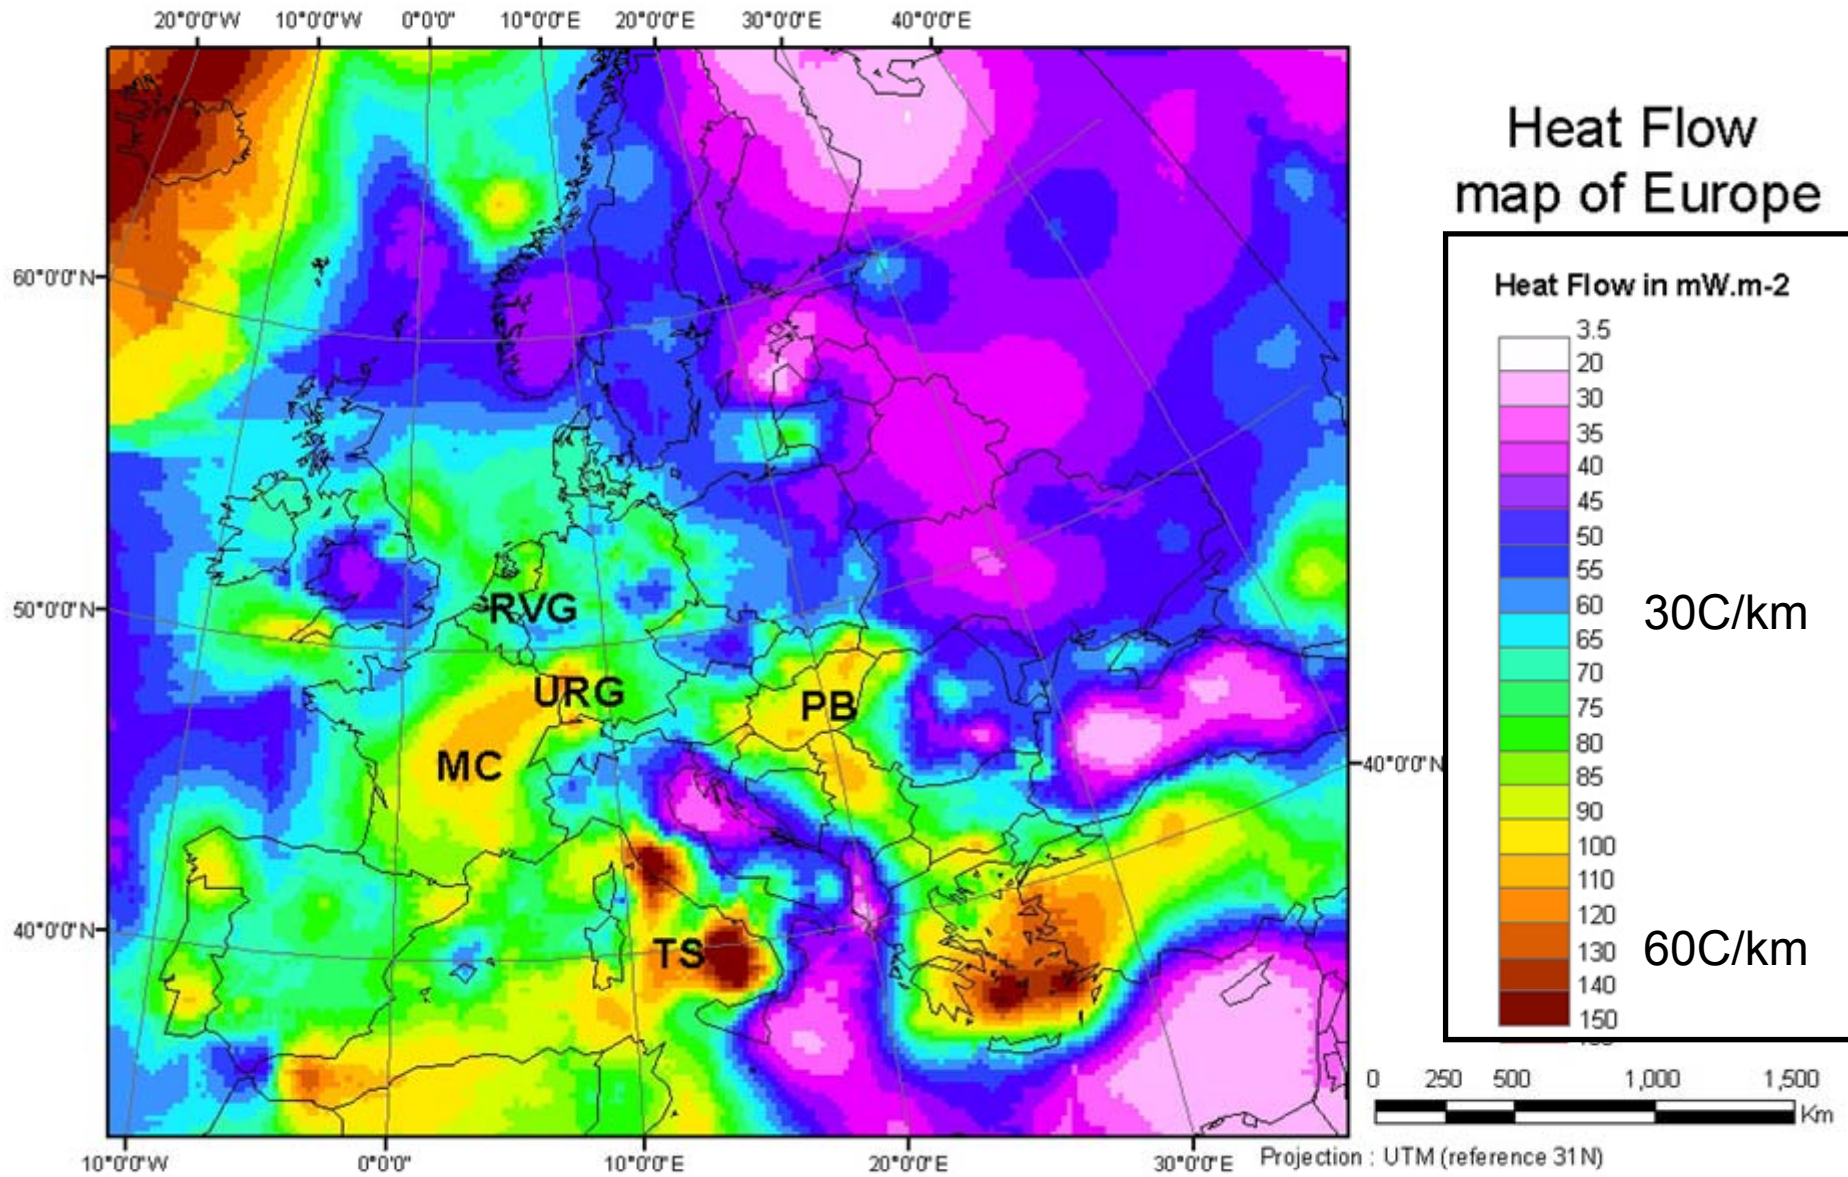 20°0'0"W 10°0'0"W 0°0'0" 10°0'0"E 20°0'0"E 30°0'0"E 40°0'0"E
Heat Flow
map of Europe
60°0'0"N
Heat Flow in mW.m-2
3.5
20
30
35
40
45
50
55
60
65
70
75
80
85
90
100
110
120
130
140
150
30C/km
60C/km
50°0'0"N
RVG
URG
PB
MC
40°0'0"N
40°0'0"N
TS
0 250 500 1,000 1,500
Km
10°0'0"W 0°0'0" 10°0'0"E 20°0'0"E 30°0'0"E
Projection : UTM (reference 31N)